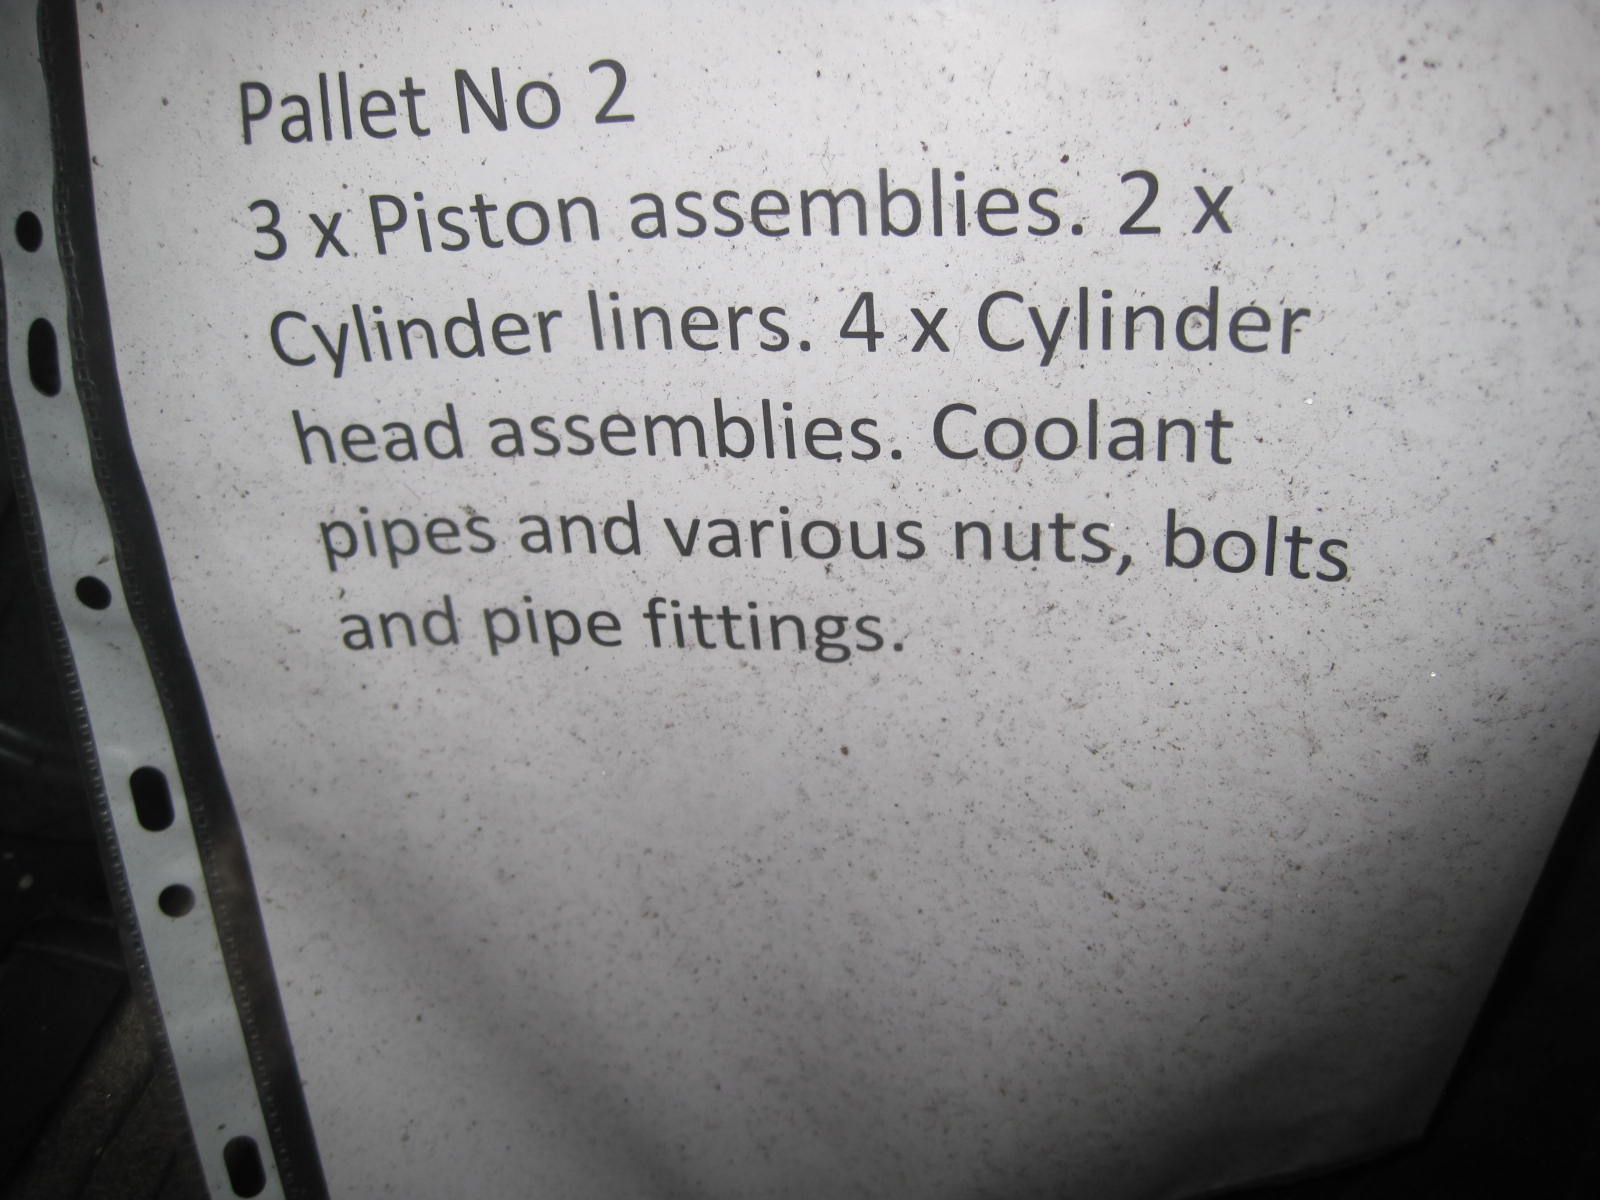 Pallet No 2
3 x Piston assemblies. 2 x
Cylinder liners. 4 x Cylinder
head assemblies. Coolant
pipes and various nuts, bolts
and pipe fittings.